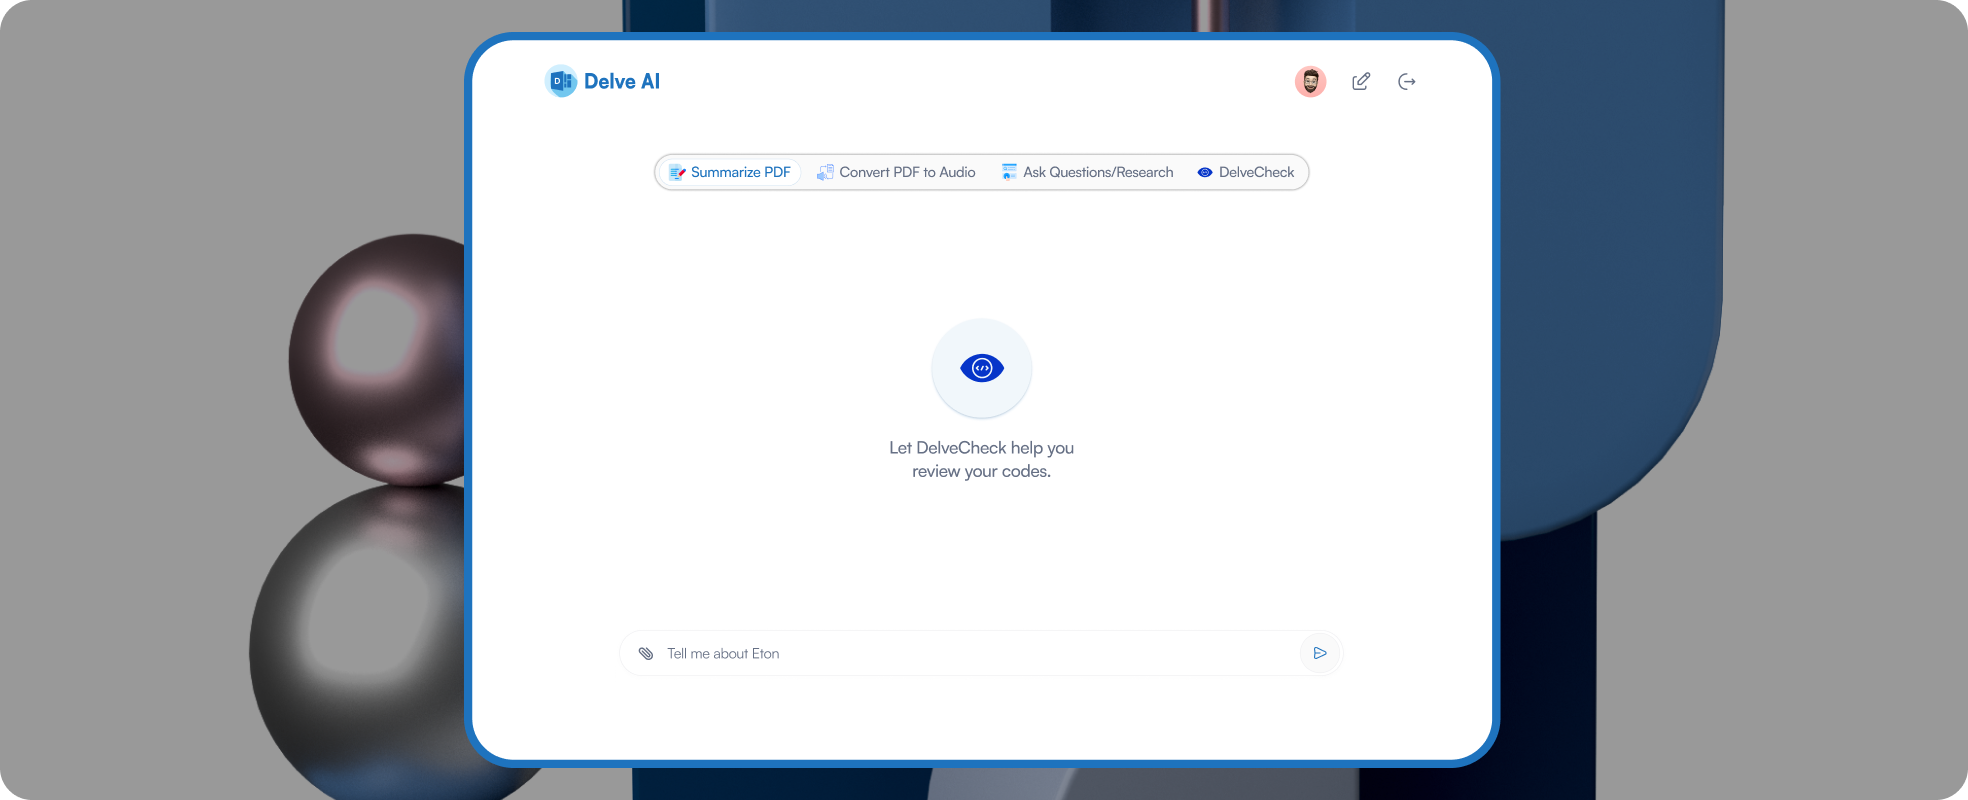 D
Delve AI
Summarize PDF
Convert PDF to Audio
Ask Questions/Research
DelveCheck
</>
Let DelveCheck help you
review your codes.
Tell me about Eton